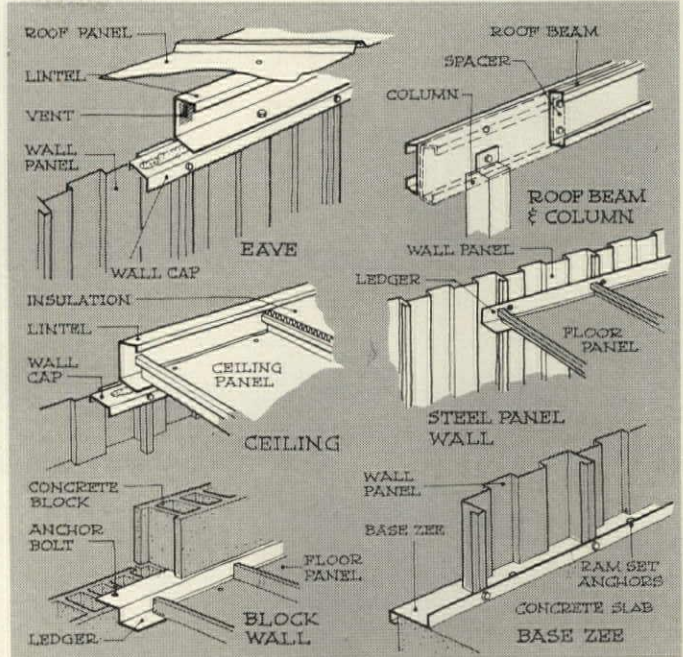 ROOF PANEL
LINTEL
VENT
WALL
PANEL
EAVE
WALL CAP
ROOF BEAM
SPACER
COLUMN
ROOF BEAM
& COLUMN
INSULATION
LINTEL
WALL
CAP
CEILING
PANEL
CEILING
WALL PANEL
LEDGER
FLOOR
PANEL
STEEL PANEL
WALL
CONCRETE
BLOCK
ANCHOR
BOLT
FLOOR
PANEL
LEDGER
BLOCK
WALL
WALL
PANEL
BASE ZEE
RAM SET
ANCHORS
CONCRETE SLAB
BASE ZEE